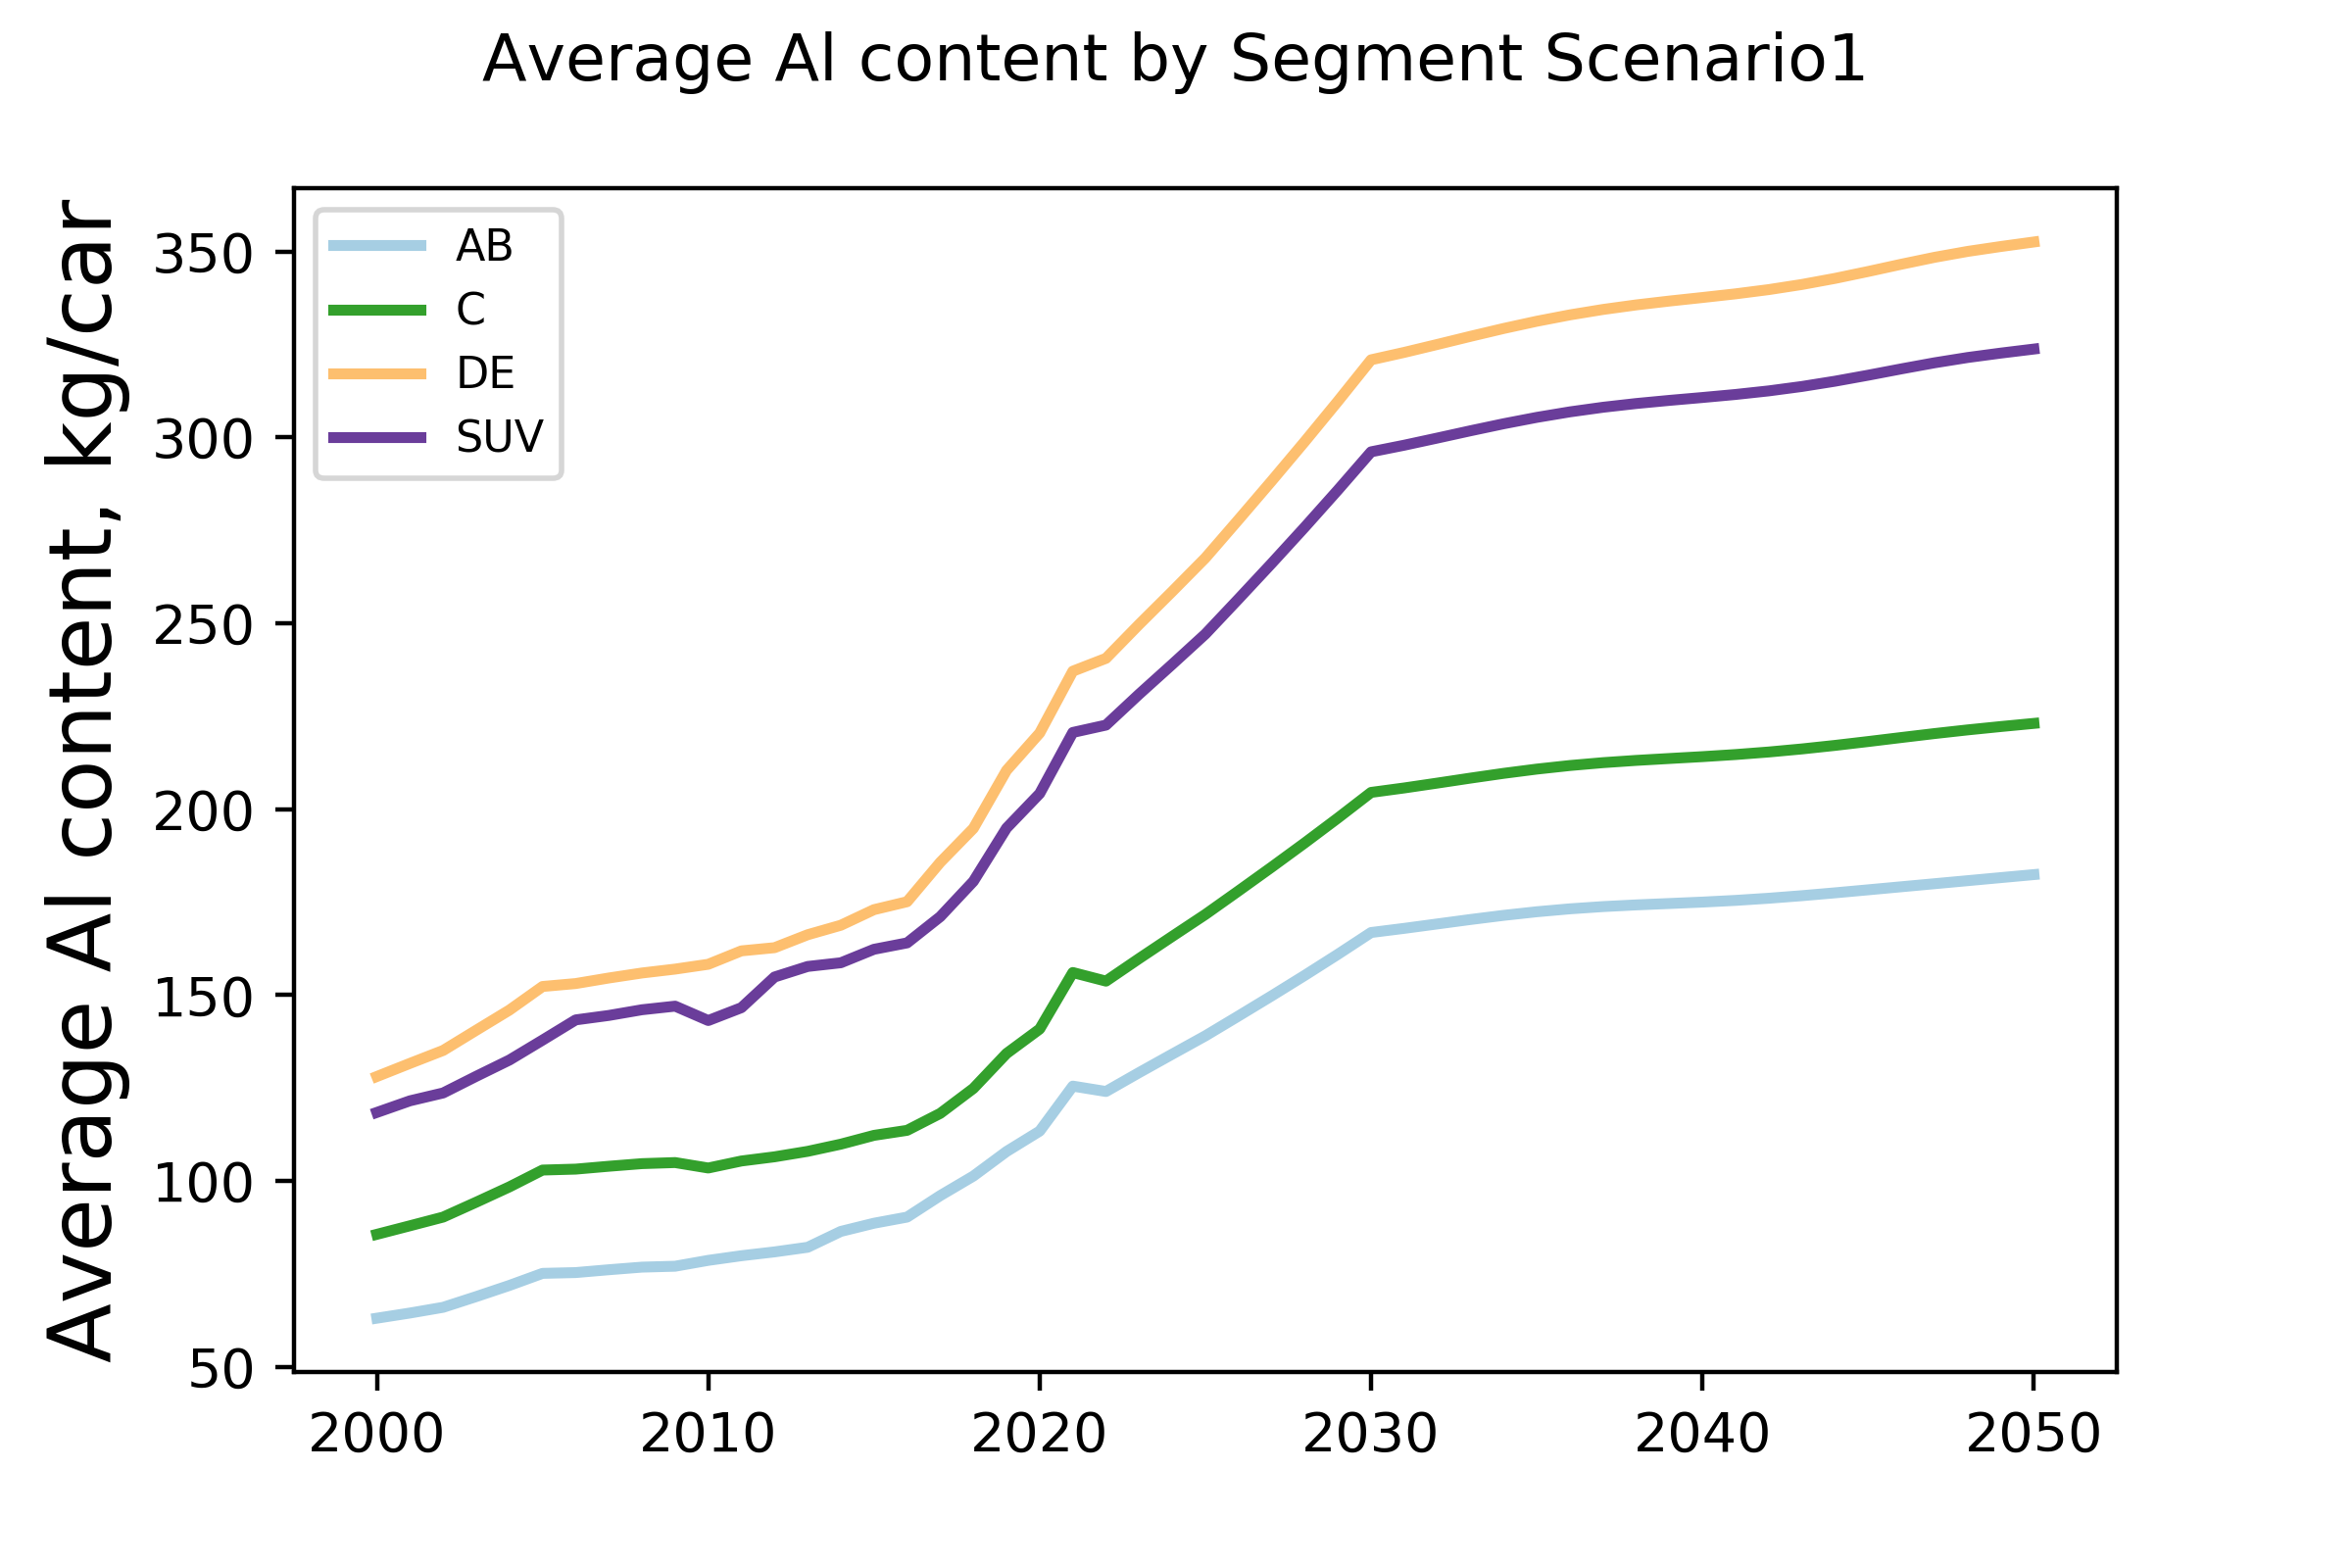 Average Al content by Segment Scenario1
Average Al content, kg/car
350
300
250
200
150
100
50
AB
C
DE
SUV
2000 2010 2020 2030 2040 2050